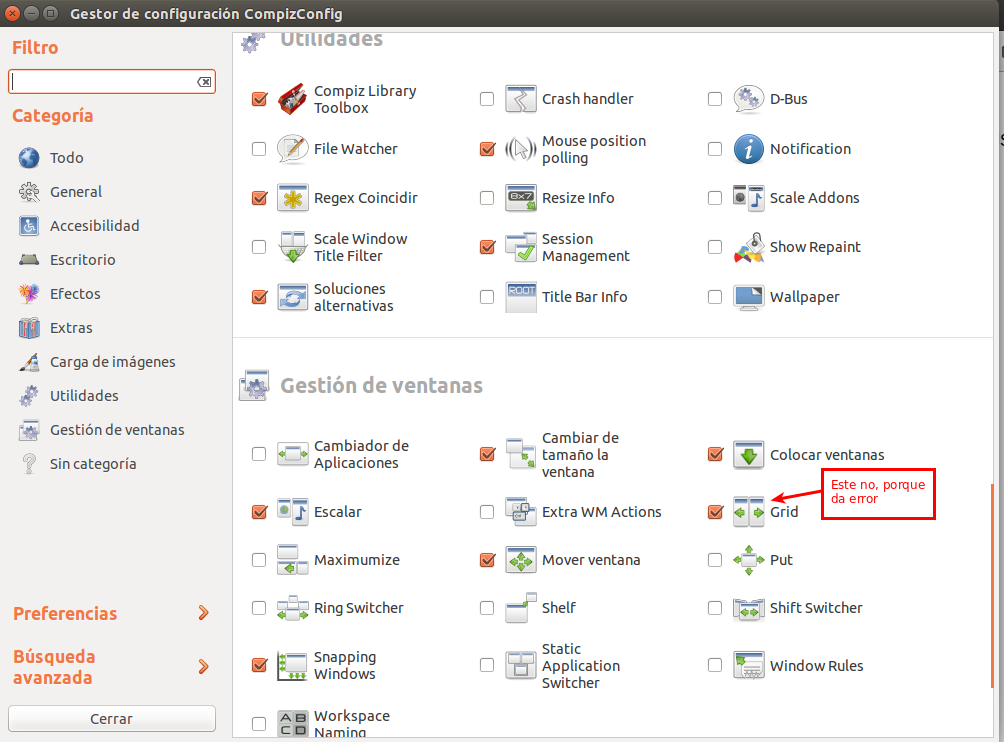 Gestor de configuración CompizConfig
Filtro
Categoría
Todo
General
Accesibilidad
Escritorio
Efectos
Extras
Carga de imágenes
Utilidades
Gestión de ventanas
Sin categoría
Preferencias
Búsqueda
avanzada
Cerrar
Utilidades
Compiz Library
Toolbox
Crash handler
D-Bus
File Watcher
Mouse position
polling
Notification
Regex Coincidir
8x7
Resize Info
Scale Addons
Scale Window
Title Filter
Session
Management
Show Repaint
Soluciones
alternativas
ROOT
Title Bar Info
Wallpaper
Gestión de ventanas
Cambiador de
Aplicaciones
Cambiar de
tamaño la
ventana
Colocar ventanas
Este no, porque
da error
Escalar
Extra WM Actions
Grid
Maximumize
Mover ventana
Put
Ring Switcher
Shelf
Shift Switcher
Snapping
Windows
Static
Application
Switcher
Window Rules
A B
C D
Workspace
Naming